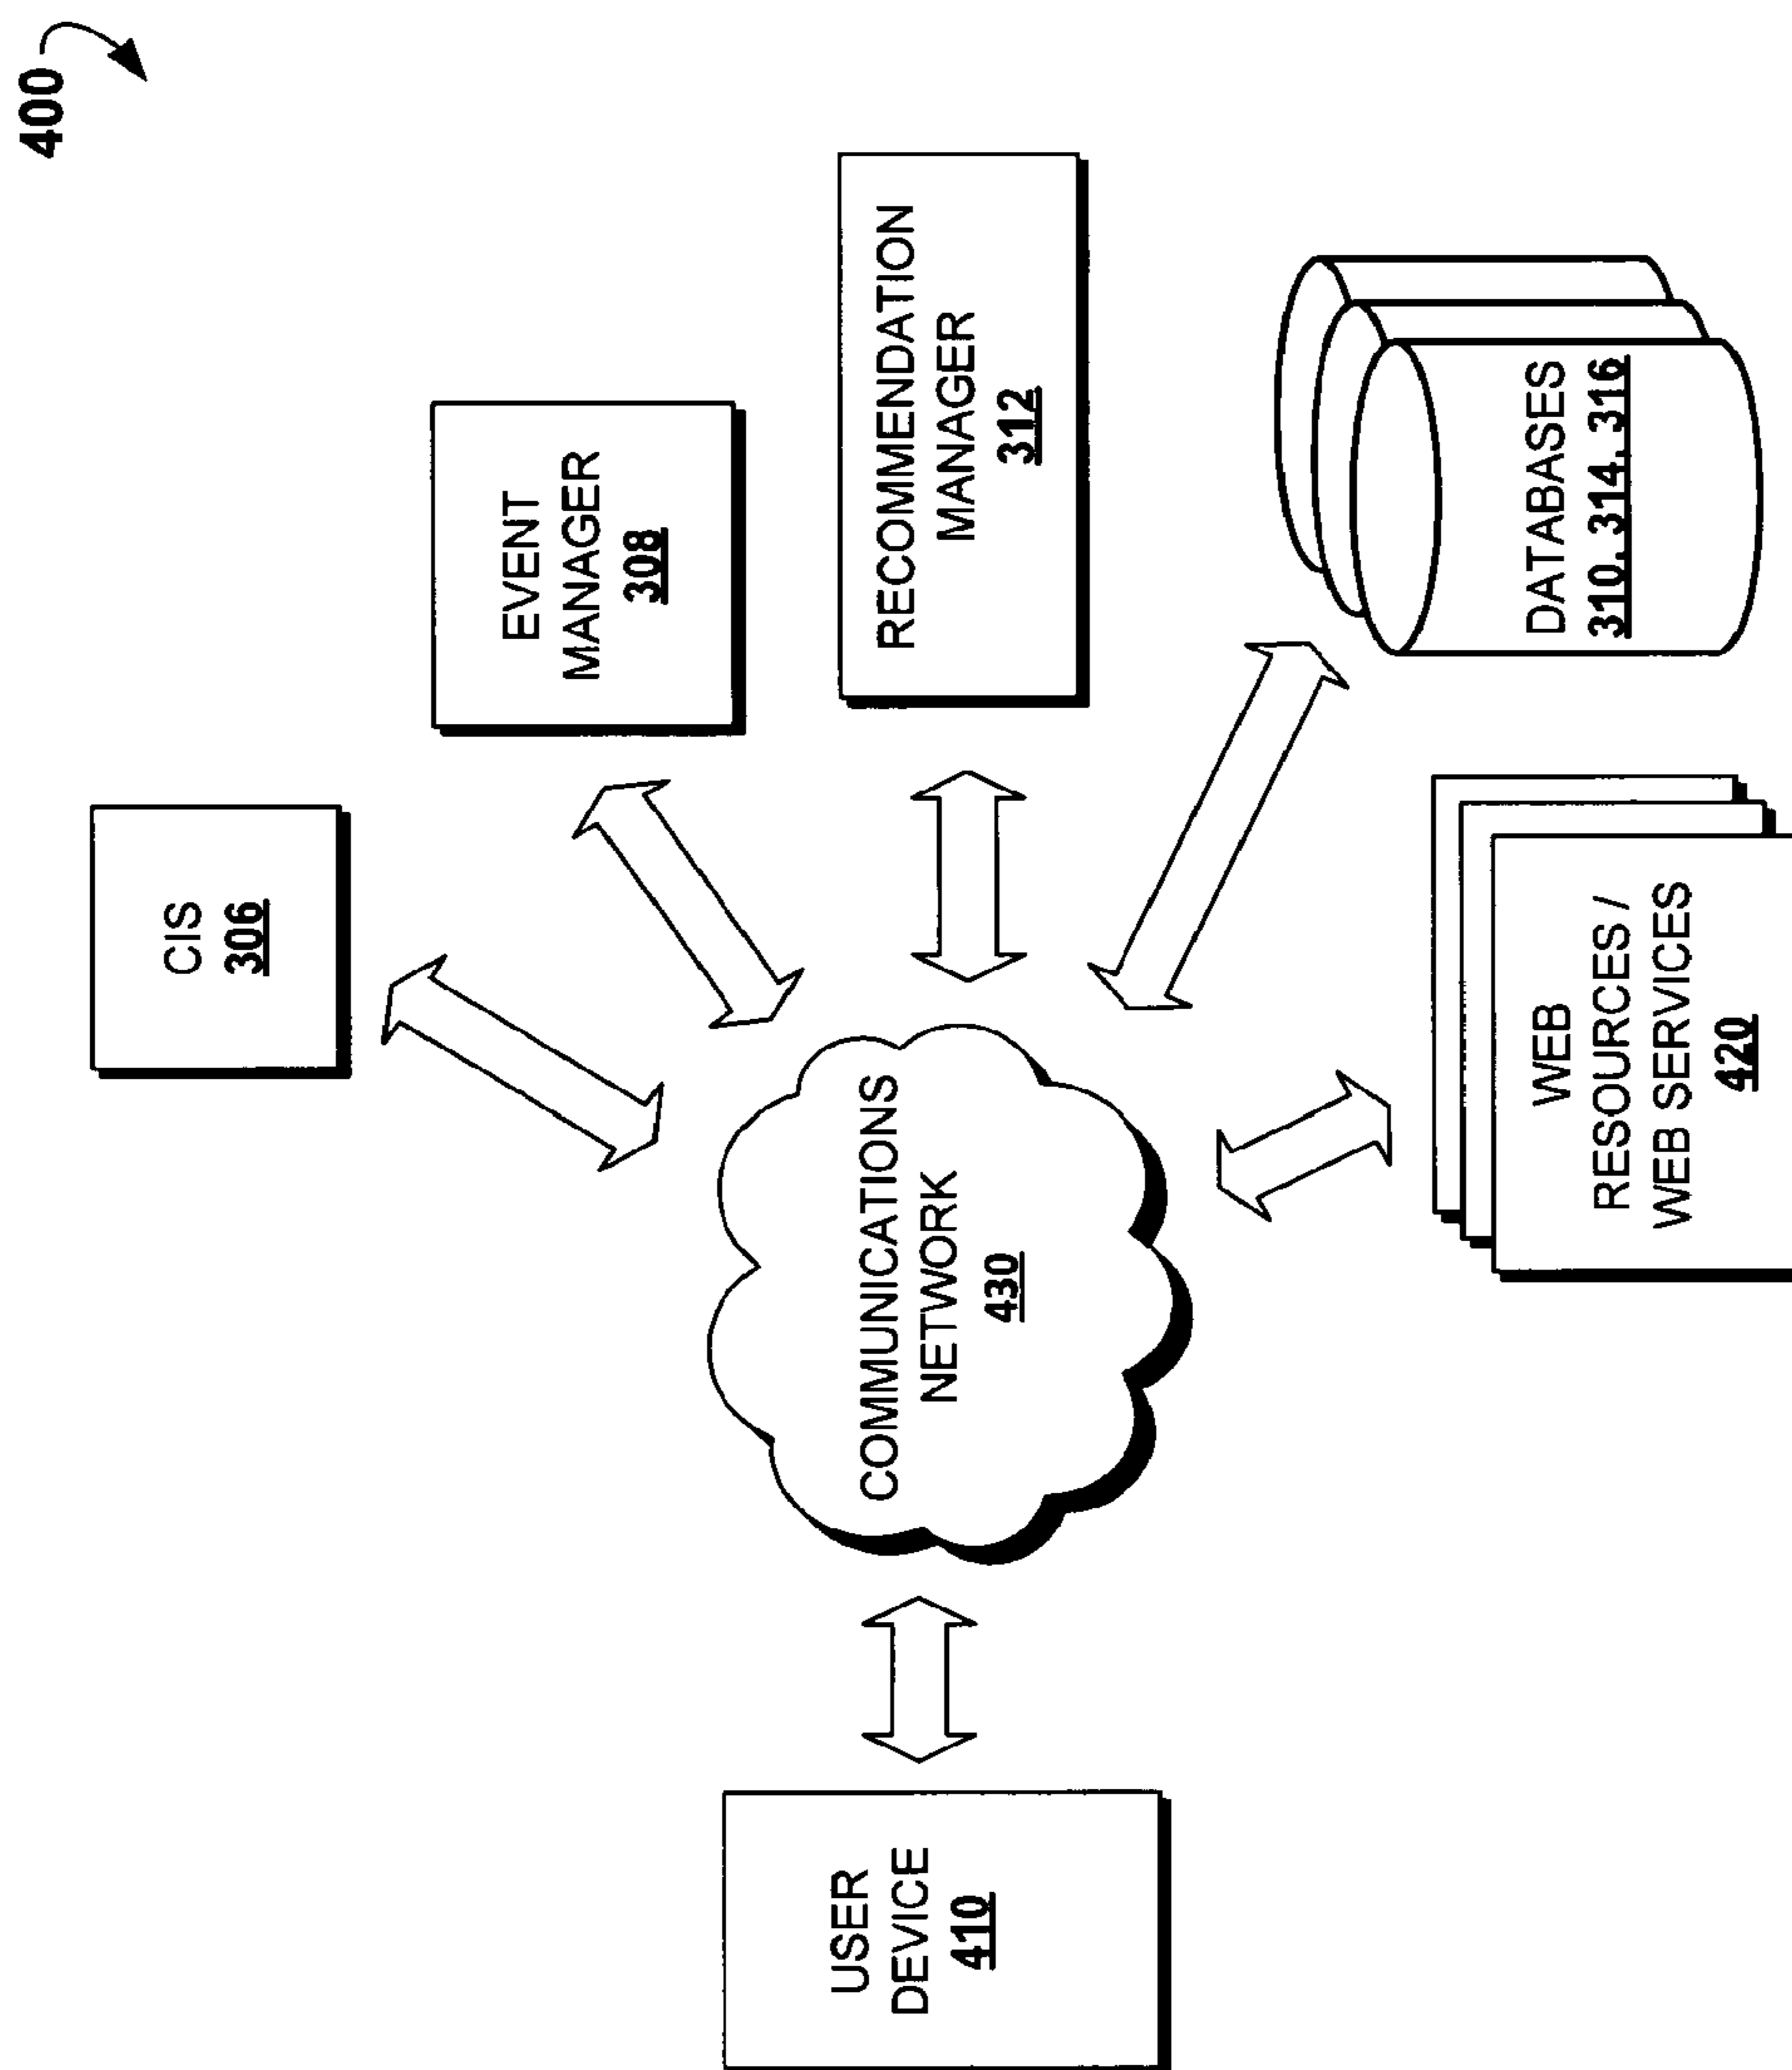 400
CIS
306
EVENT
MANAGER
308
RECOMMENDATION
MANAGER
312
DATABASES
310, 314, 316
WEB
RESOURCES /
WEB SERVICES
420
COMMUNICATIONS
NETWORK
430
USER
DEVICE
410